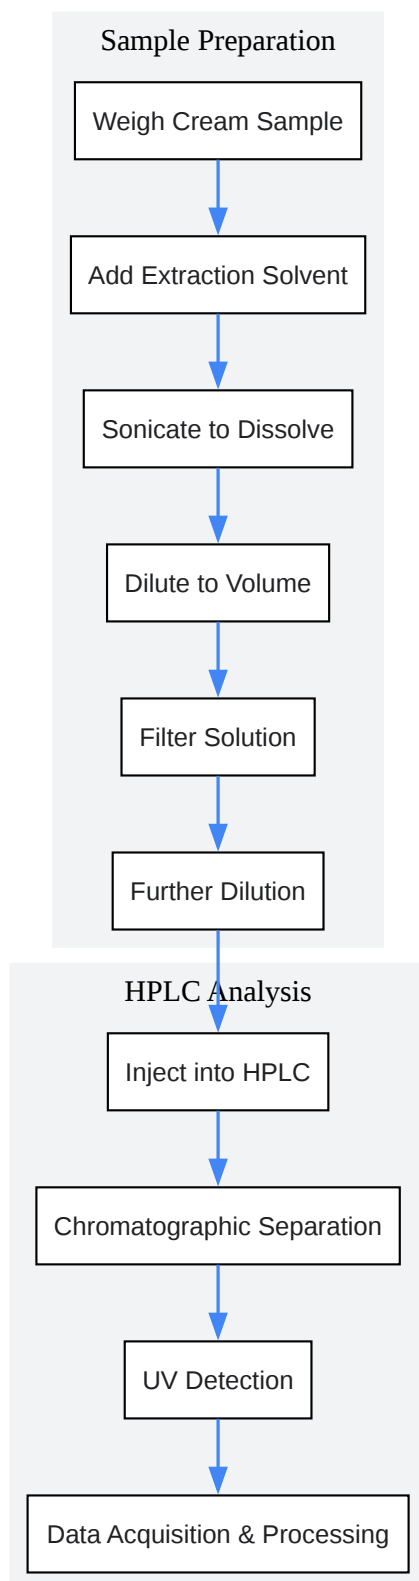 Sample Preparation
Weigh Cream Sample
Add Extraction Solvent
Sonicate to Dissolve
Dilute to Volume
Filter Solution
Further Dilution
HPLC Analysis
Inject into HPLC
Chromatographic Separation
UV Detection
Data Acquisition & Processing